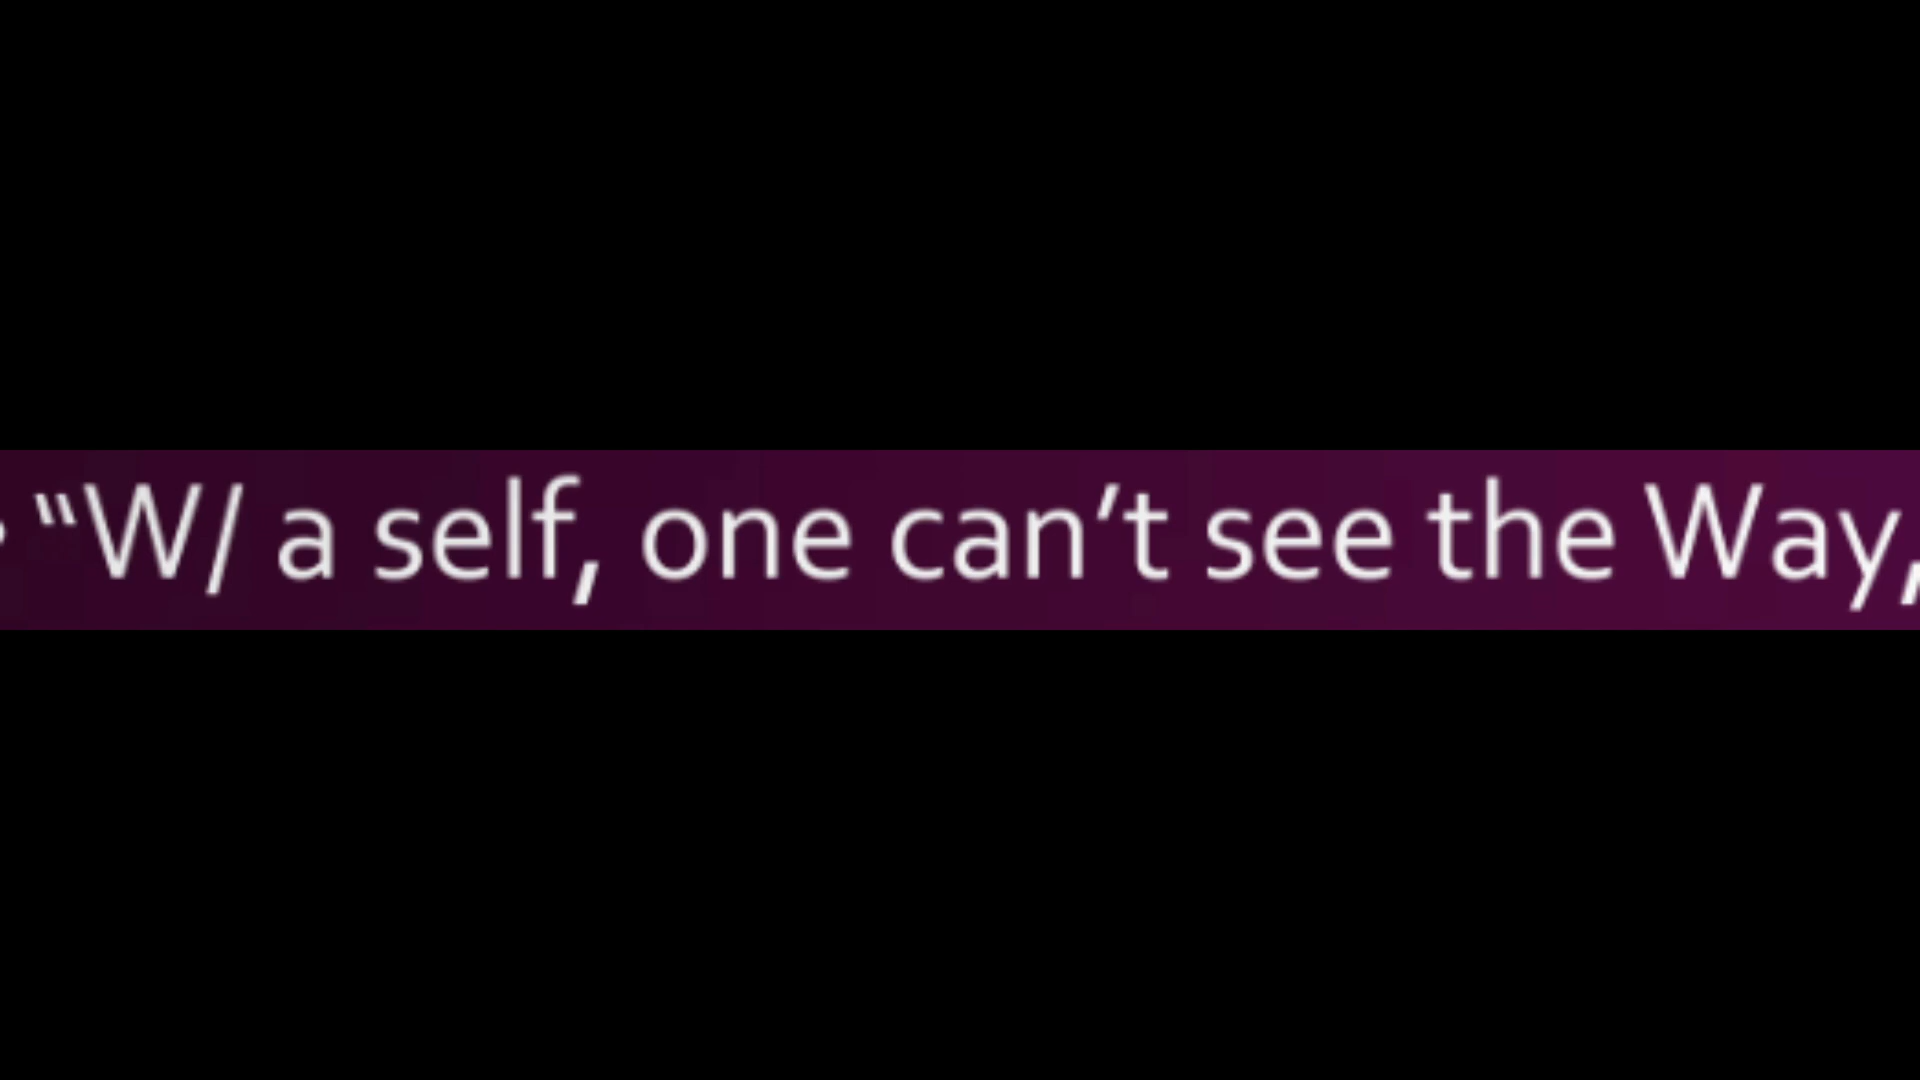 • “W/ a self, one can’t see the Way,